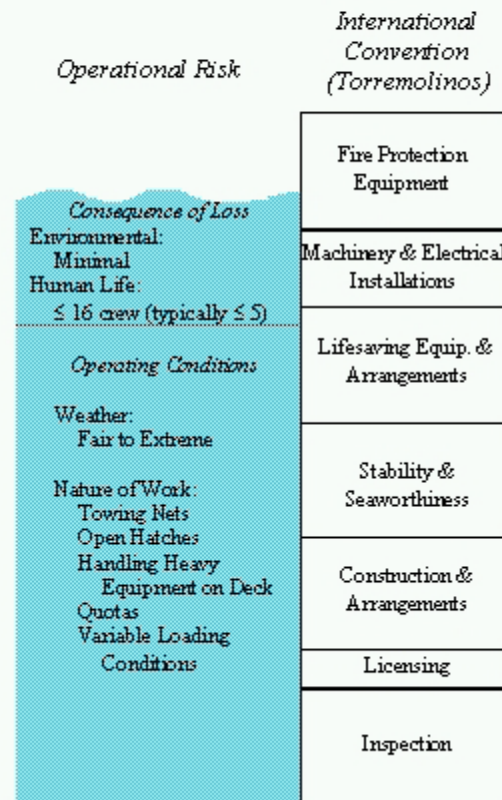 Operational Risk
Consequence of Loss
Environmental:
Minimal
Human Life:
≤ 16 crew (typically ≤ 5)
Operating Conditions
Weather:
Fair to Extreme
Nature of Work:
Towing Nets
Open Hatches
Handling Heavy
Equipment on Deck
Quotas
Variable Loading
Conditions
International
Convention
(Torremolinos)
Fire Protection
Equipment
Machinery & Electrical
Installations
Lifesaving Equip. &
Arrangements
Stability &
Seaworthiness
Construction &
Arrangements
Licensing
Inspection